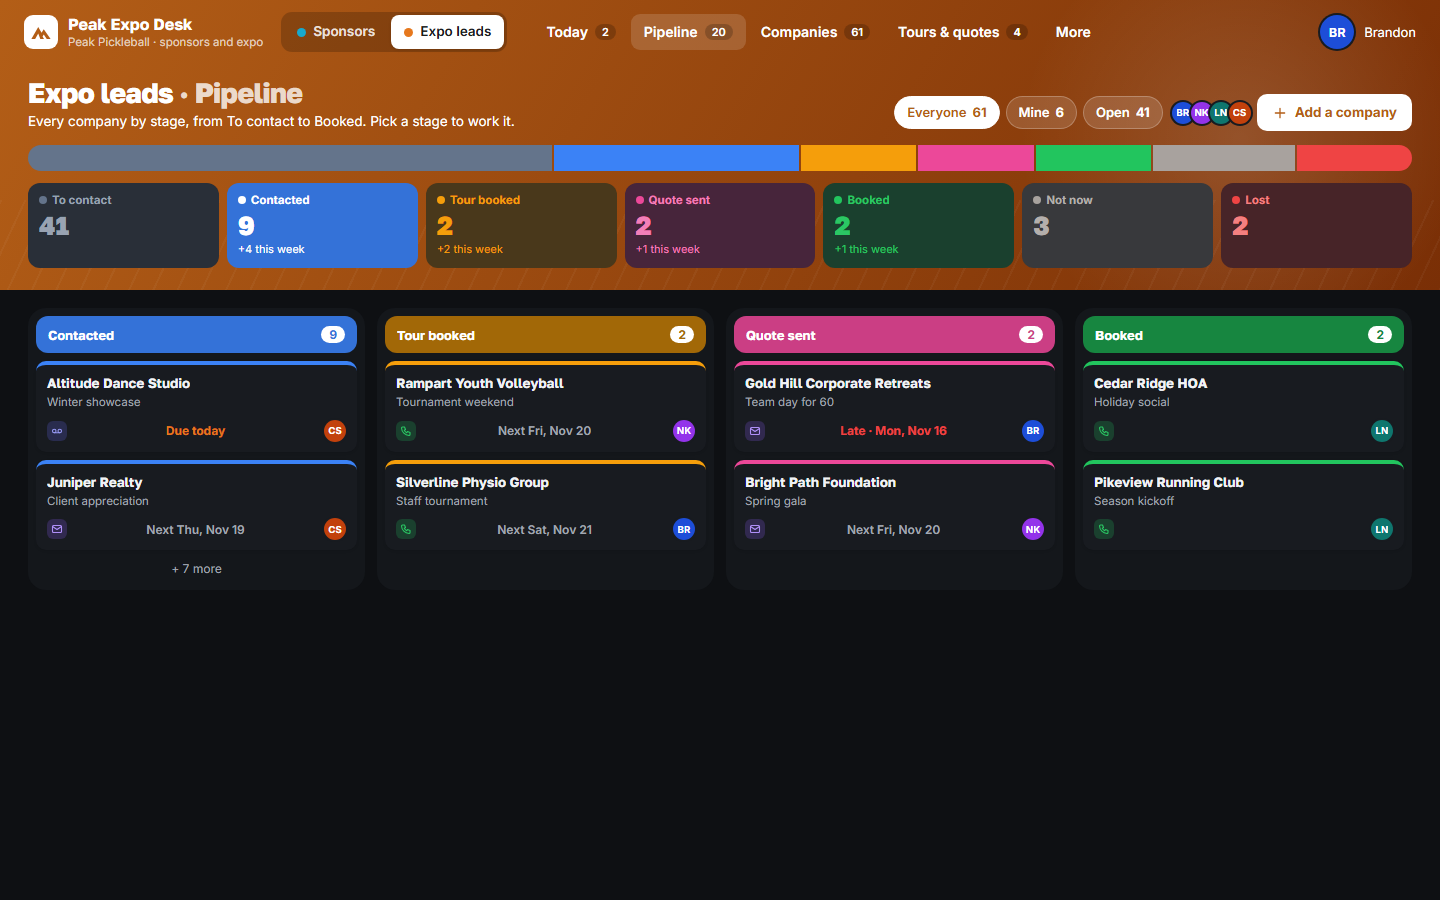 Peak Expo Desk
Peak Pickleball · sponsors and expo
Sponsors
Expo leads
Today 2
Pipeline 20
Companies 61
Tours & quotes 4
More
BR Brandon
Expo leads · Pipeline
Every company by stage, from To contact to Booked. Pick a stage to work it.
Everyone 61
Mine 6
Open 41
BR NK LN CS
+ Add a company
To contact
41
Contacted
9
+4 this week
Tour booked
2
+2 this week
Quote sent
2
+1 this week
Booked
2
+1 this week
Not now
3
Lost
2
Contacted 9
Altitude Dance Studio
Winter showcase
Due today CS
Juniper Realty
Client appreciation
Next Thu, Nov 19 CS
+ 7 more
Tour booked 2
Rampart Youth Volleyball
Tournament weekend
Next Fri, Nov 20 NK
Silverline Physio Group
Staff tournament
Next Sat, Nov 21 BR
Quote sent 2
Gold Hill Corporate Retreats
Team day for 60
Late · Mon, Nov 16 BR
Bright Path Foundation
Spring gala
Next Fri, Nov 20 NK
Booked 2
Cedar Ridge HOA
Holiday social
LN
Pikeview Running Club
Season kickoff
LN